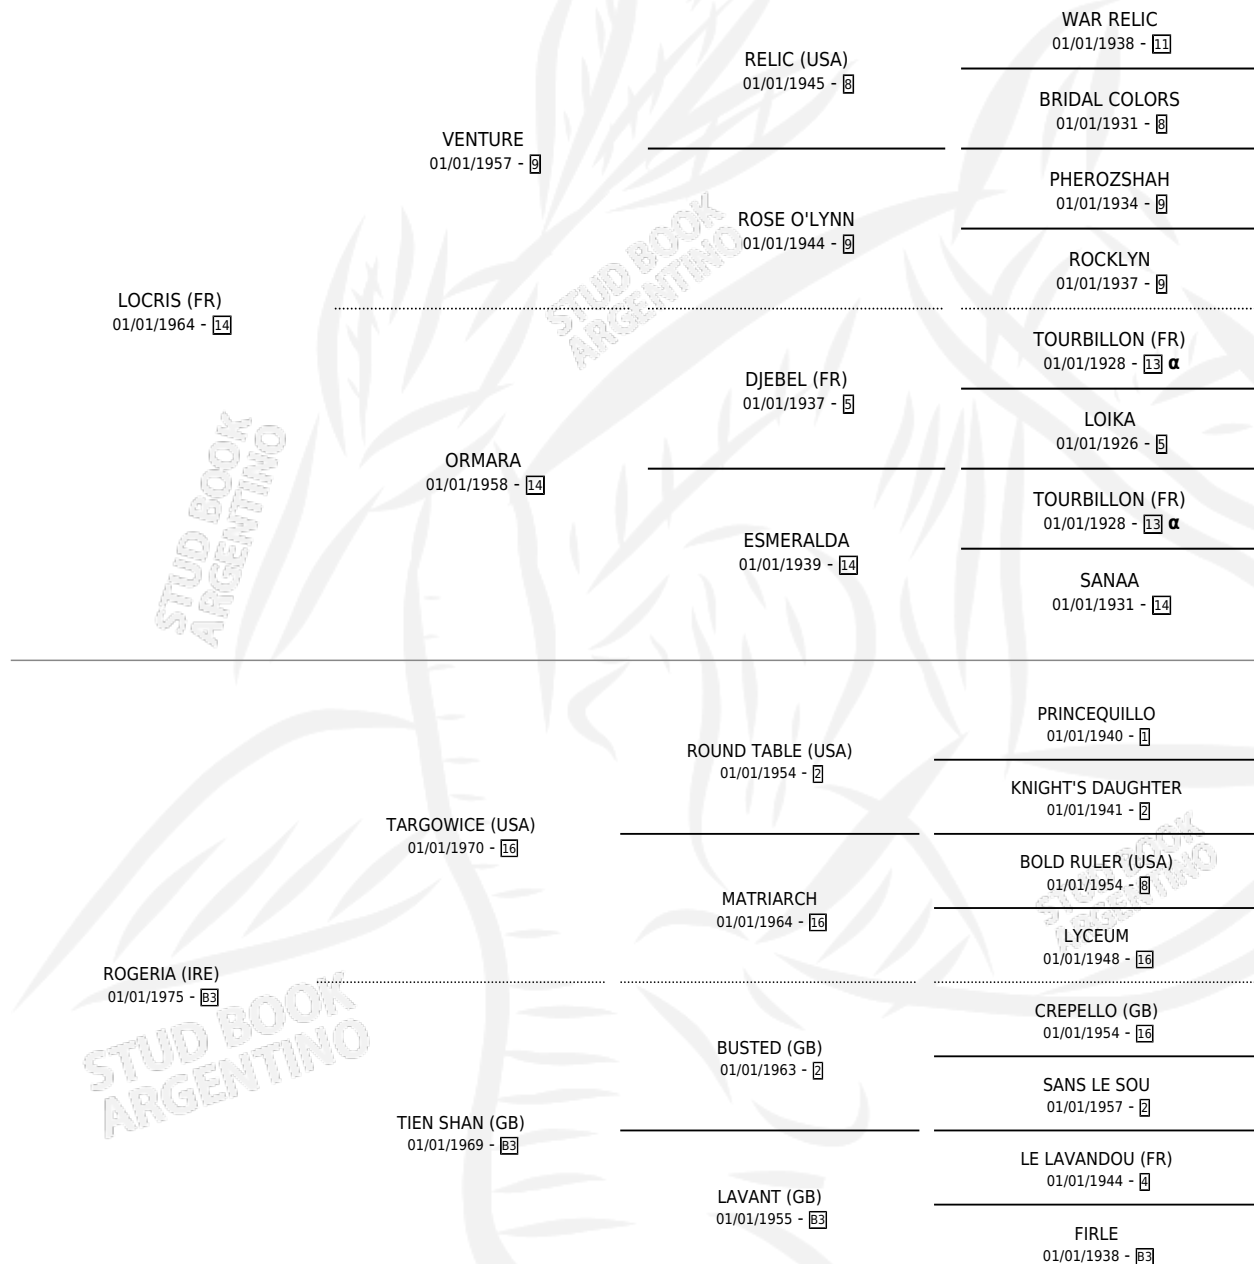 WAR RELIC
01/01/1938 - 11
RELIC (USA)
01/01/1945 - 8
BRIDAL COLORS
01/01/1931 - 8
VENTURE
01/01/1957 - 9
PHEROZSHAH
01/01/1934 - 9
ROSE O'LYNN
01/01/1944 - 9
ROCKLYN
01/01/1937 - 9
LOCRIS (FR)
01/01/1964 - 14
TOURBILLON (FR)
01/01/1928 - 13 α
DJEBEL (FR)
01/01/1937 - 5
LOIKA
01/01/1926 - 5
ORMARA
01/01/1958 - 14
TOURBILLON (FR)
01/01/1928 - 13 α
ESMERALDA
01/01/1939 - 14
SANAA
01/01/1931 - 14
PRINCEQUILLO
01/01/1940 - 1
ROUND TABLE (USA)
01/01/1954 - 2
KNIGHT'S DAUGHTER
01/01/1941 - 2
TARGOWICE (USA)
01/01/1970 - 16
BOLD RULER (USA)
01/01/1954 - 8
MATRIARCH
01/01/1964 - 16
LYCEUM
01/01/1948 - 16
ROGERIA (IRE)
01/01/1975 - B3
CREPELLO (GB)
01/01/1954 - 16
BUSTED (GB)
01/01/1963 - 2
SANS LE SOU
01/01/1957 - 2
TIEN SHAN (GB)
01/01/1969 - B3
LE LAVANDOU (FR)
01/01/1944 - 4
LAVANT (GB)
01/01/1955 - B3
FIRLE
01/01/1938 - B3
STUD BOOK
ARGENTINO
STUD BOOK
ARGENTINO
STUD BOOK
ARGENTINO
STUD BOOK
ARGENTINO